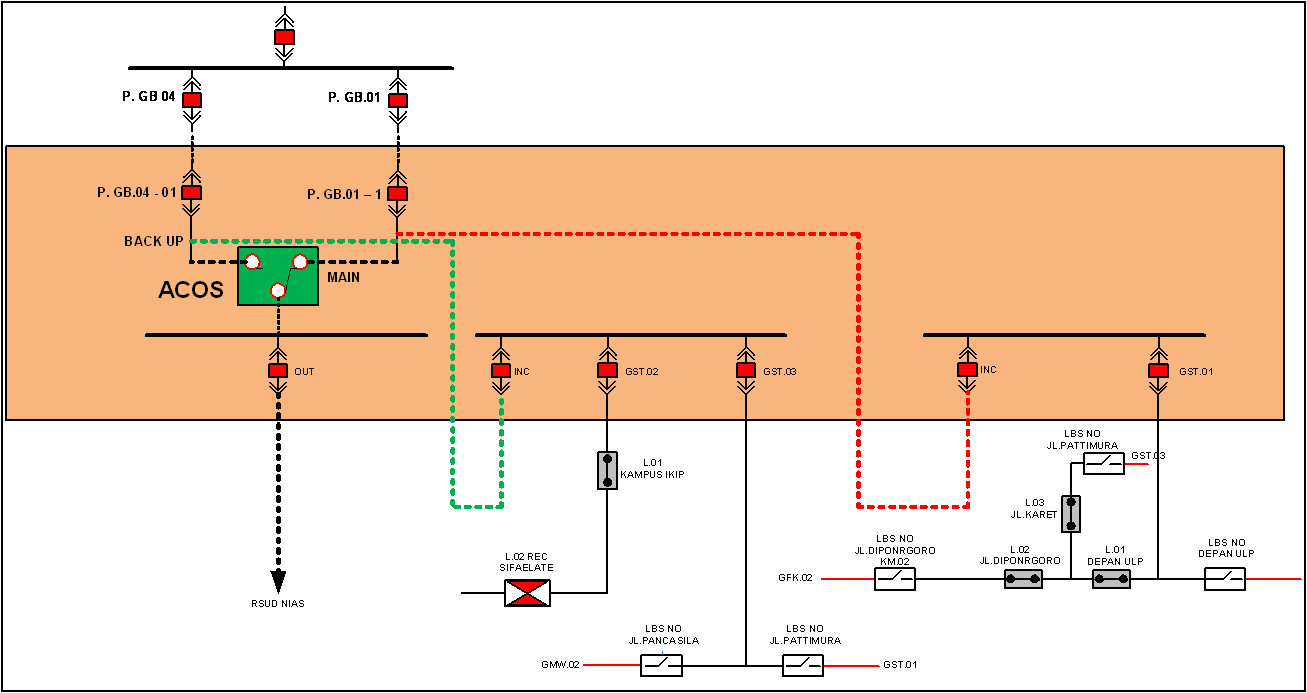 P. GB 04
P. GB.01
P. GB.04 - 01
P. GB.01 – 1
BACK UP
MAIN
ACOS
OUT
INC
GST.02
GST.03
INC
GST.01
LBS NO
JL.PATTIMURA
GST.03
L.01
KAMPUS IKIP
L.03
JL.KARET
LBS NO
JL.DIPONRGORO
KM.02
L.02
JL.DIPONRGORO
L.01
DEPAN ULP
LBS NO
DEPAN ULP
GFK.02
L.02 REC
SIFAELATE
RSUD NIAS
LBS NO
JL.PANCASILA
LBS NO
JL.PATTIMURA
GMW.02
GST.01